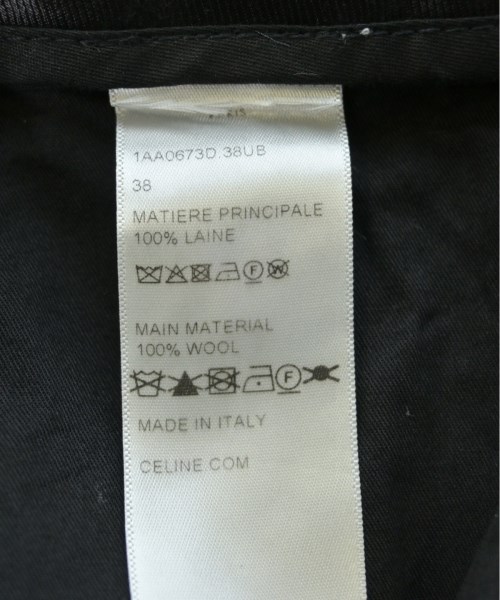 1AA0673D.38UB
38
MATIERE PRINCIPALE
100% LAINE
F W
MAIN MATERIAL
100% WOOL
F
MADE IN ITALY
CELINE.COM